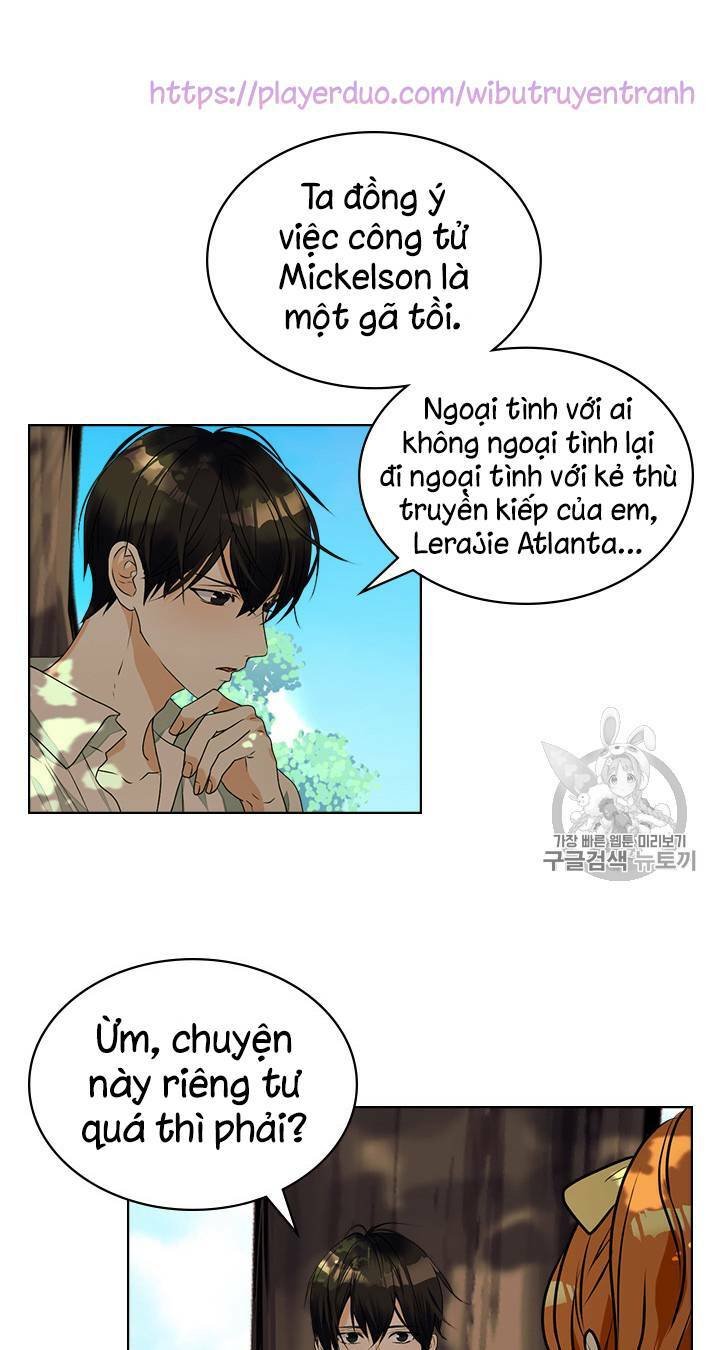 https://playerduo.com/wibutruyentranh
Ta đồng ý
việc công tử
Mickelson là
một gã tồi.
Ngoại tình với ai
không ngoại tình lại
đi ngoại tình với kẻ thù
truyền kiếp của em,
Lerajie Atlanta...
가장 빠른 웹툰 미리보기
구글검색 뉴토끼
Ừm, chuyện
này riêng tư
quá thì phải?